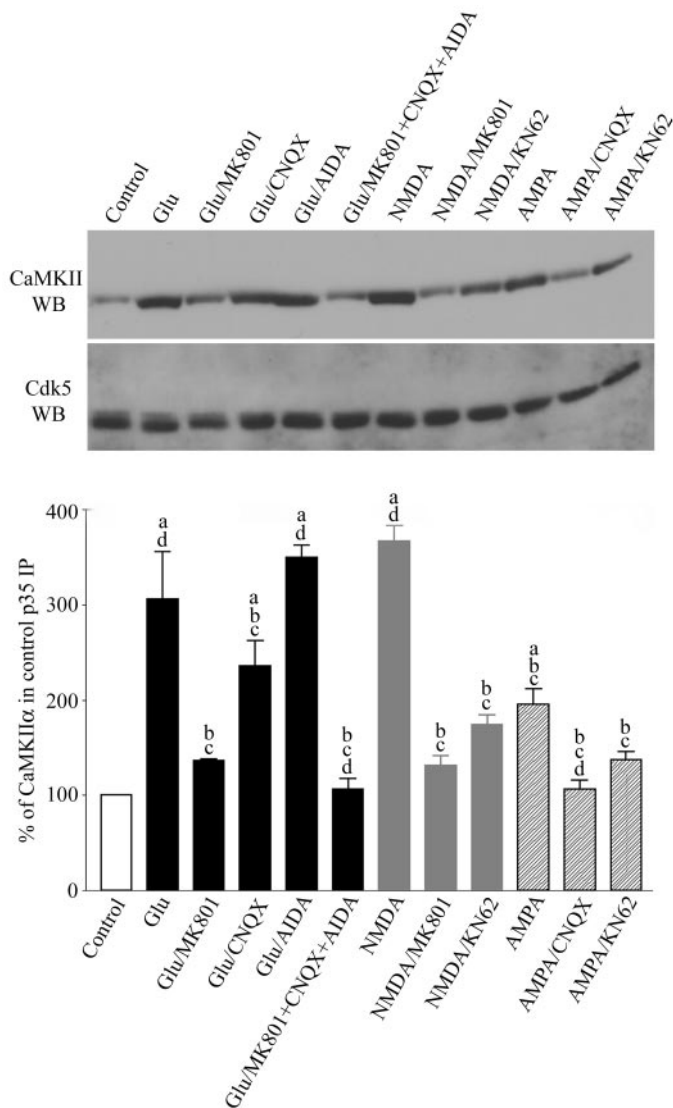 Control
Glu
Glu/MK801
Glu/CNQX
Glu/AIDA
Glu/MK801+CNQX+AIDA
NMDA
NMDA/MK801
NMDA/KN62
AMPA
AMPA/CNQX
AMPA/KN62
CaMKII
WB
Cdk5
WB
% of CaMKIIα in control p35 IP
400
300
200
100
0
a
d
b
c
a
b
c
a
d
b
c
d
a
d
b
c
b
c
a
b
c
b
c
d
b
c
Control
Glu
Glu/MK801
Glu/CNQX
Glu/AIDA
Glu/MK801+CNQX+AIDA
NMDA
NMDA/MK801
NMDA/KN62
AMPA
AMPA/CNQX
AMPA/KN62